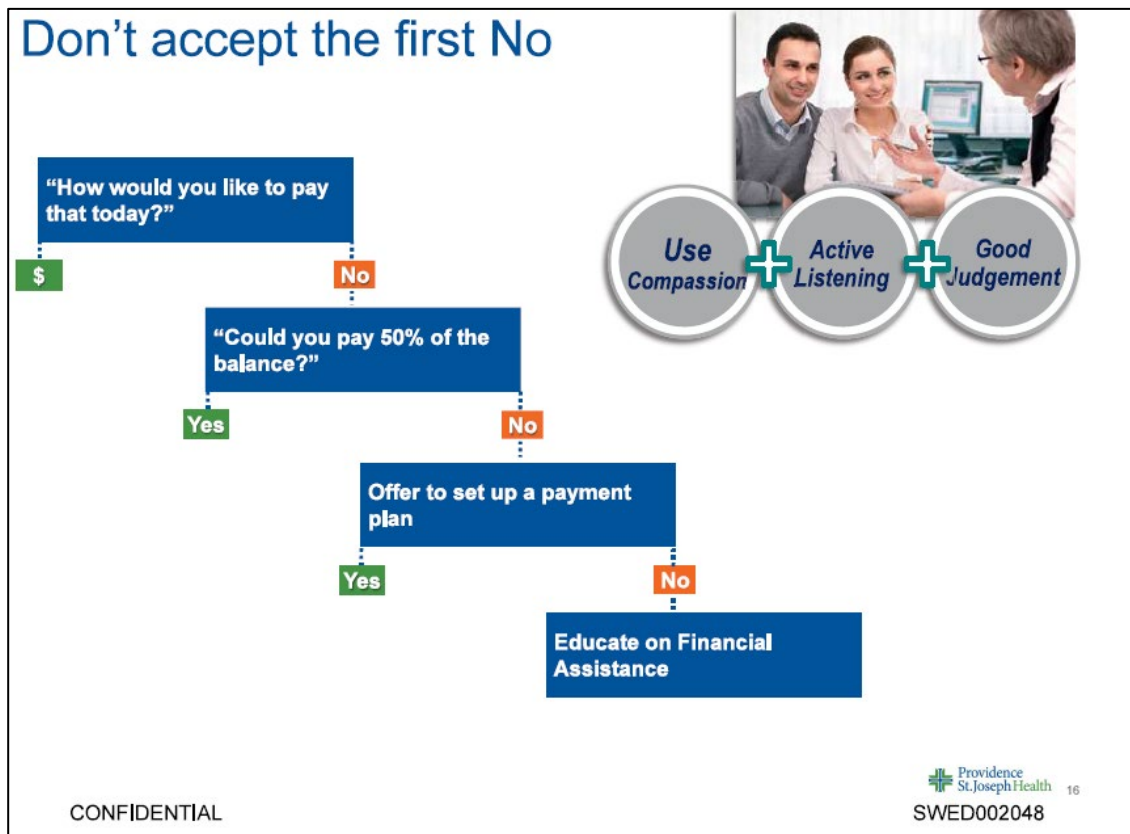 Don't accept the first No
“How would you like to pay
that today?”
$
No
“Could you pay 50% of the
balance?”
Yes
No
Offer to set up a payment
plan
Yes
No
Educate on Financial
Assistance
Use
Compassion
Active
Listening
Good
Judgement
Providence
St.Joseph Health
16
CONFIDENTIAL
SWED002048